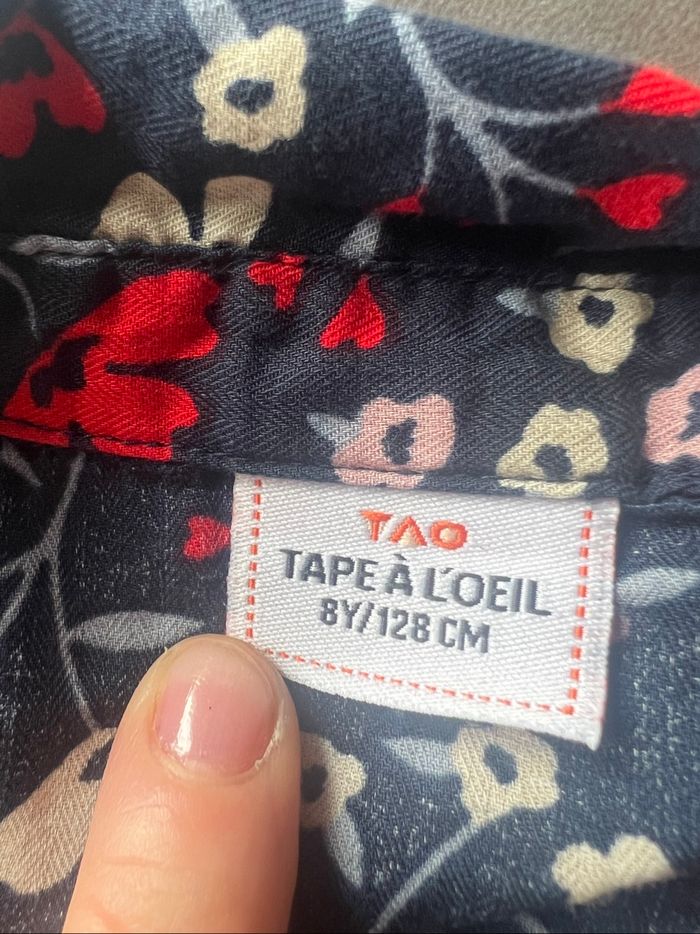 TAO
TAPE À L'OEIL
8Y/128 CM